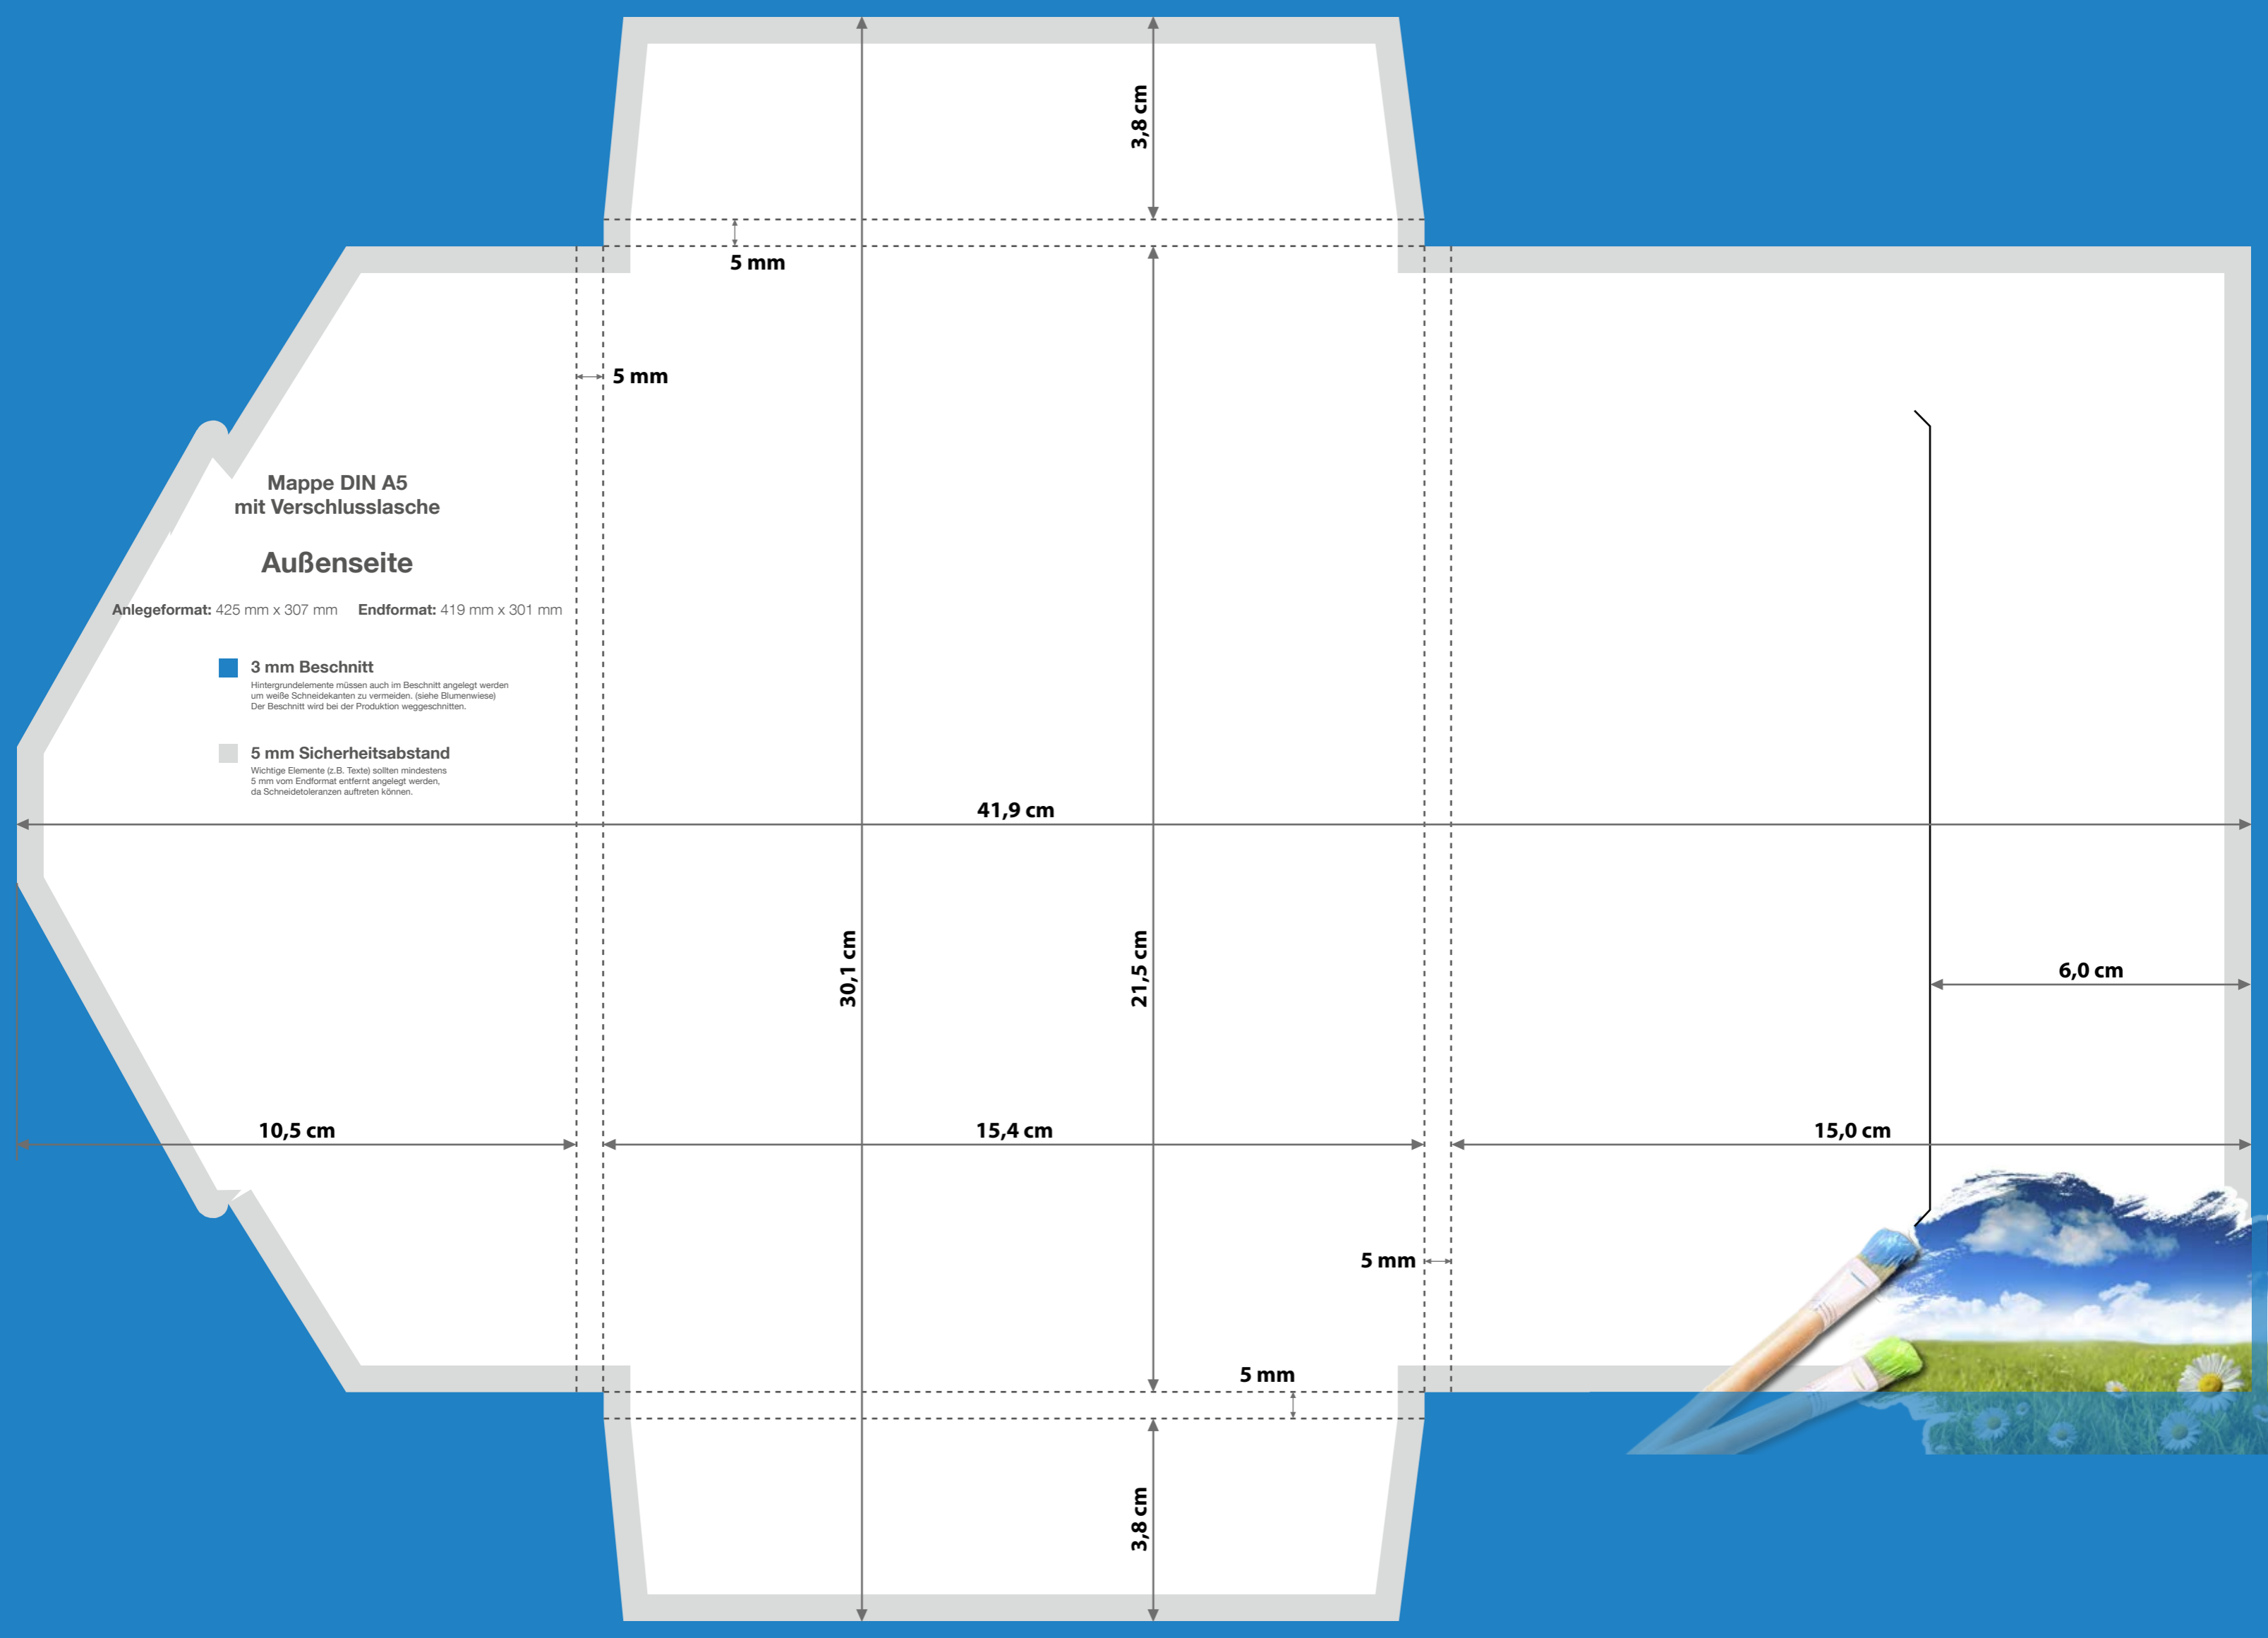 3,8 cm
5 mm
5 mm
Mappe DIN A5
mit Verschlusslasche
Außenseite
Anlegeformat: 425 mm x 307 mm Endformat: 419 mm x 301 mm
3 mm Beschnitt
Hintergrundelemente müssen auch im Beschnitt angelegt werden
um weiße Schneidekanten zu vermeiden. (siehe Blumenwiese)
Der Beschnitt wird bei der Produktion weggeschnitten.
5 mm Sicherheitsabstand
Wichtige Elemente (z.B. Texte) sollten mindestens
5 mm vom Endformat entfernt angelegt werden,
da Schneidetoleranzen auftreten können.
41,9 cm
30,1 cm
21,5 cm
6,0 cm
10,5 cm
15,4 cm
15,0 cm
5 mm
5 mm
3,8 cm